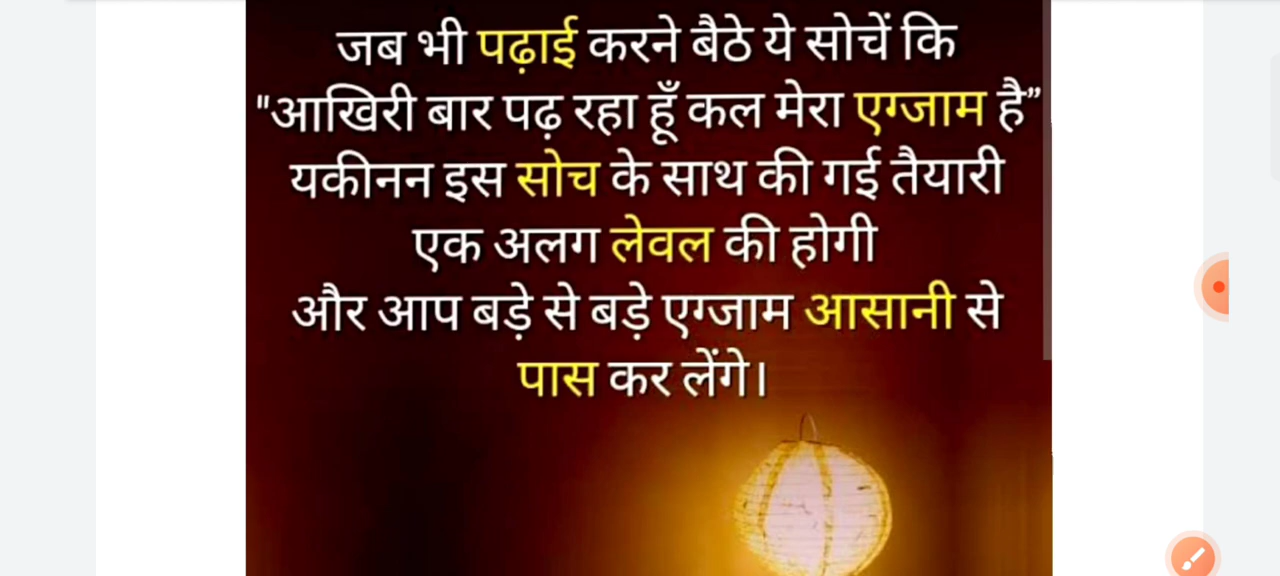 जब भी पढ़ाई करने बैठे ये सोचें कि
"आखिरी बार पढ़ रहा हूँ कल मेरा एग्जाम है”
यकीनन इस सोच के साथ की गई तैयारी
एक अलग लेवल की होगी
और आप बड़े से बड़े एग्जाम आसानी से
पास कर लेंगे।